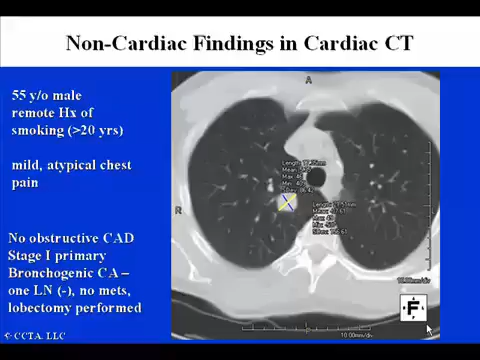 Non-Cardiac Findings in Cardiac CT
55 y/o male
remote Hx of
smoking (>20 yrs)
mild, atypical chest
pain
No obstructive CAD
Stage I primary
Bronchogenic CA –
one LN (-), no mets,
lobectomy performed
© CCTA, LLC
A
R
F
10.00mm/div